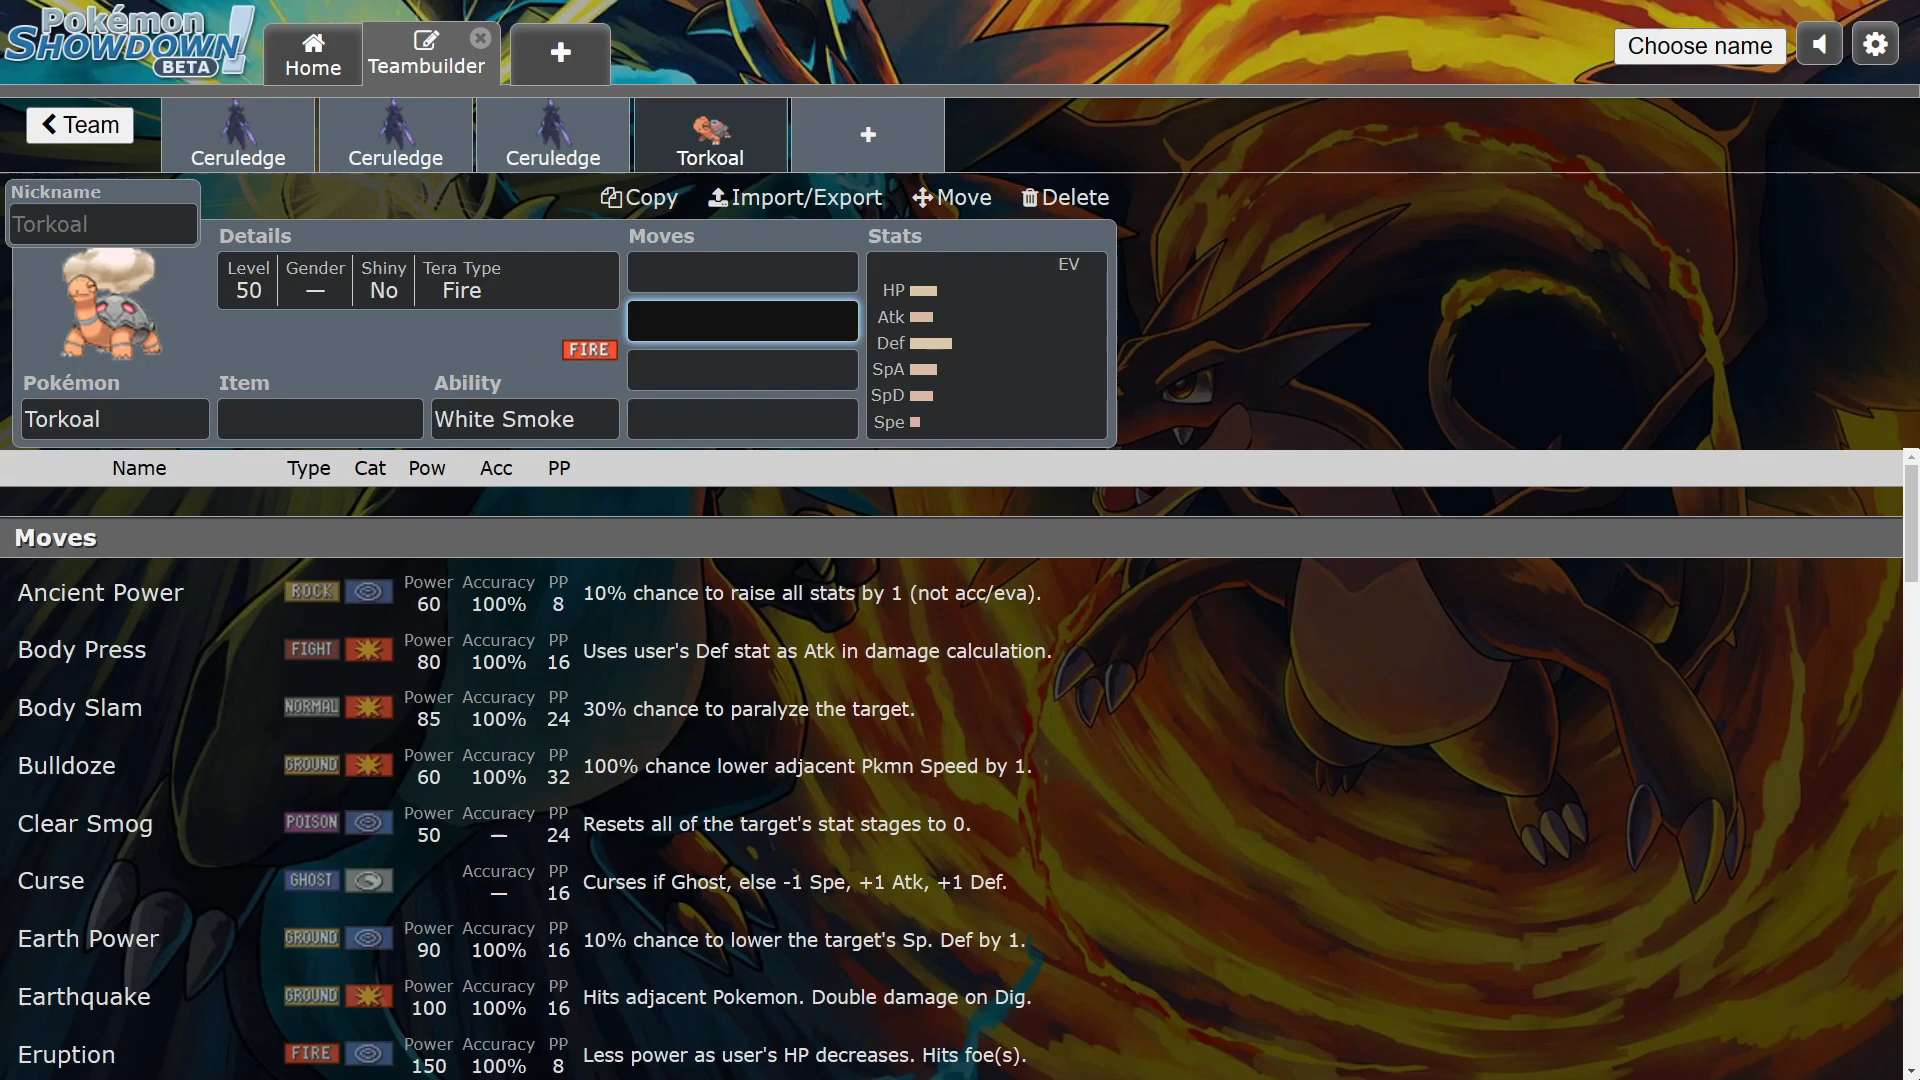 Pokémon
SHOWDOWN!
BETA
Home
Teambuilder
Choose name
Team
Ceruledge
Ceruledge
Ceruledge
Torkoal
Copy
Import/Export
Move
Delete
Nickname
Torkoal
Details
Level
50
Gender
—
Shiny
No
Tera Type
Fire
FIRE
Pokémon
Torkoal
Item
Ability
White Smoke
Moves
Stats
EV
HP
Atk
Def
SpA
SpD
Spe
Name Type Cat Pow Acc PP
Moves
Ancient Power ROCK Power 60 Accuracy 100% PP 8 10% chance to raise all stats by 1 (not acc/eva).
Body Press FIGHT Power 80 Accuracy 100% PP 16 Uses user's Def stat as Atk in damage calculation.
Body Slam NORMAL Power 85 Accuracy 100% PP 24 30% chance to paralyze the target.
Bulldoze GROUND Power 60 Accuracy 100% PP 32 100% chance lower adjacent Pkmn Speed by 1.
Clear Smog POISON Power 50 Accuracy — PP 24 Resets all of the target's stat stages to 0.
Curse GHOST Accuracy — PP 16 Curses if Ghost, else -1 Spe, +1 Atk, +1 Def.
Earth Power GROUND Power 90 Accuracy 100% PP 16 10% chance to lower the target's Sp. Def by 1.
Earthquake GROUND Power 100 Accuracy 100% PP 16 Hits adjacent Pokemon. Double damage on Dig.
Eruption FIRE Power 150 Accuracy 100% PP 8 Less power as user's HP decreases. Hits foe(s).